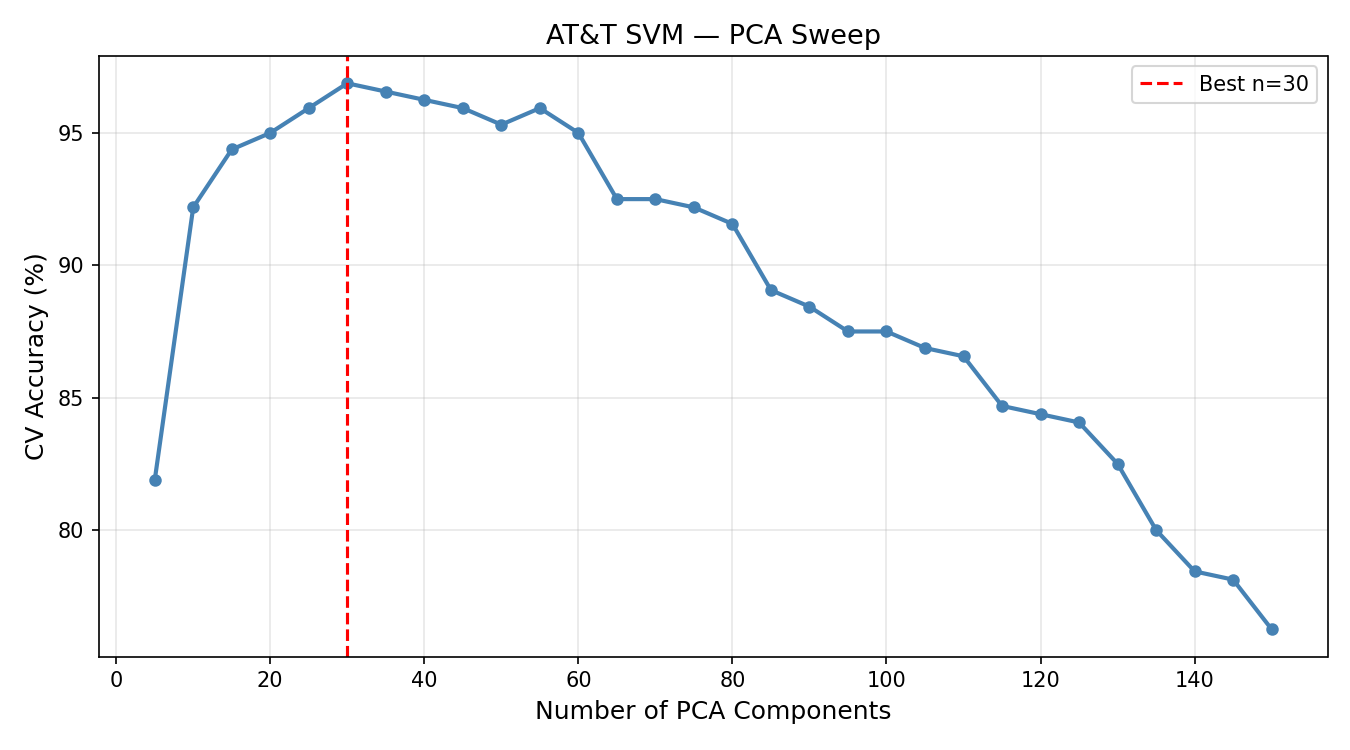 AT&T SVM — PCA Sweep
Best n=30
CV Accuracy (%)
95
90
85
80
0 20 40 60 80 100 120 140
Number of PCA Components